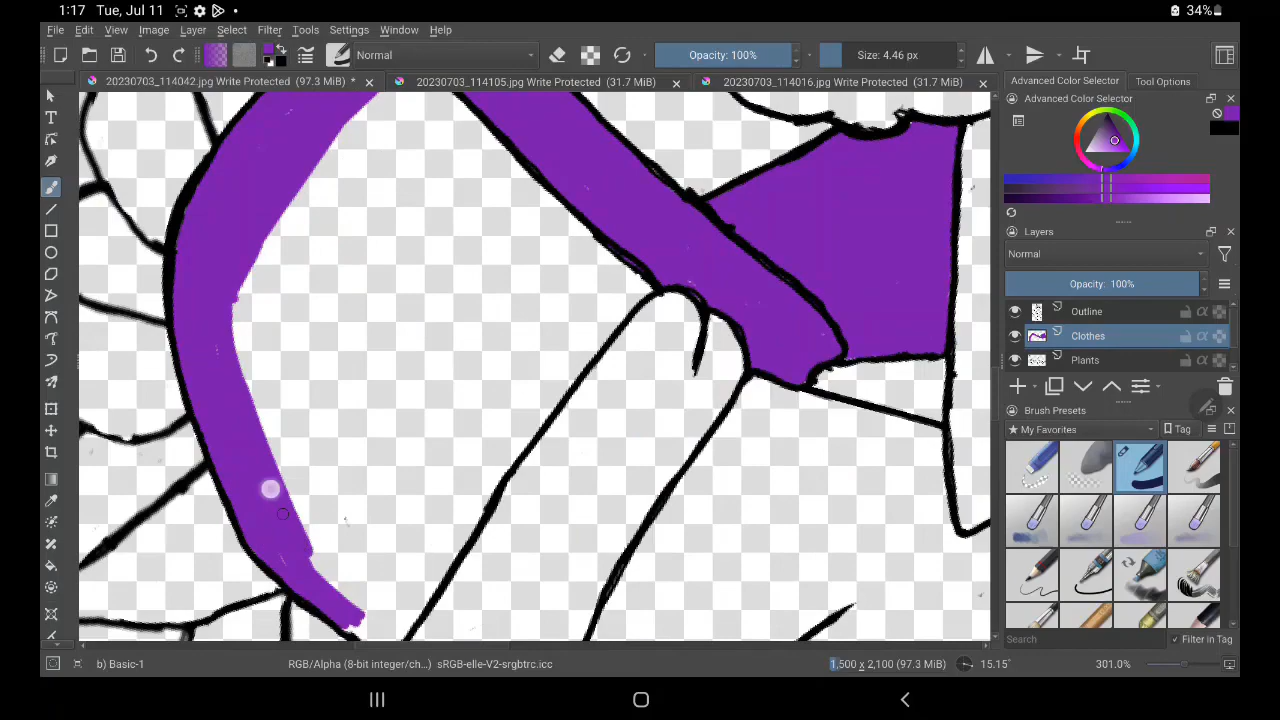 1:17 Tue, Jul 11 34%
File Edit View Image Layer Select Filter Tools Settings Window Help
Normal Opacity: 100% Size: 4.46 px
20230703_114042.jpg Write Protected (97.3 MiB) * 20230703_114105.jpg Write Protected (31.7 MiB) 20230703_114016.jpg Write Protected (31.7 MiB) Advanced Color Selector Tool Options
Advanced Color Selector
Layers
Normal
Opacity: 100%
Outline
Clothes
Plants
Brush Presets
★ My Favorites Tag
Search Filter in Tag
b) Basic-1 RGB/Alpha (8-bit integer/ch...) sRGB-elle-V2-srgbtrc.icc 1,500 x 2,100 (97.3 MiB) 15.15° 301.0%